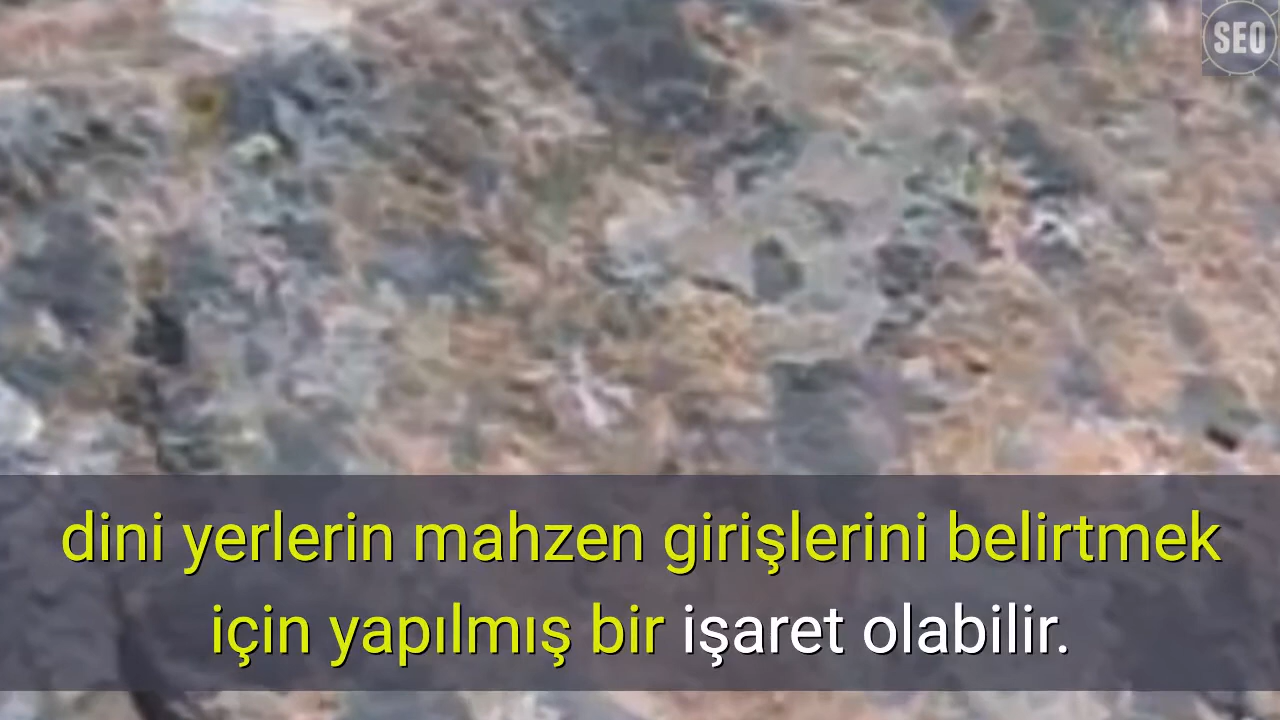 SEO
dini yerlerin mahzen girişlerini belirtmek
için yapılmış bir işaret olabilir.